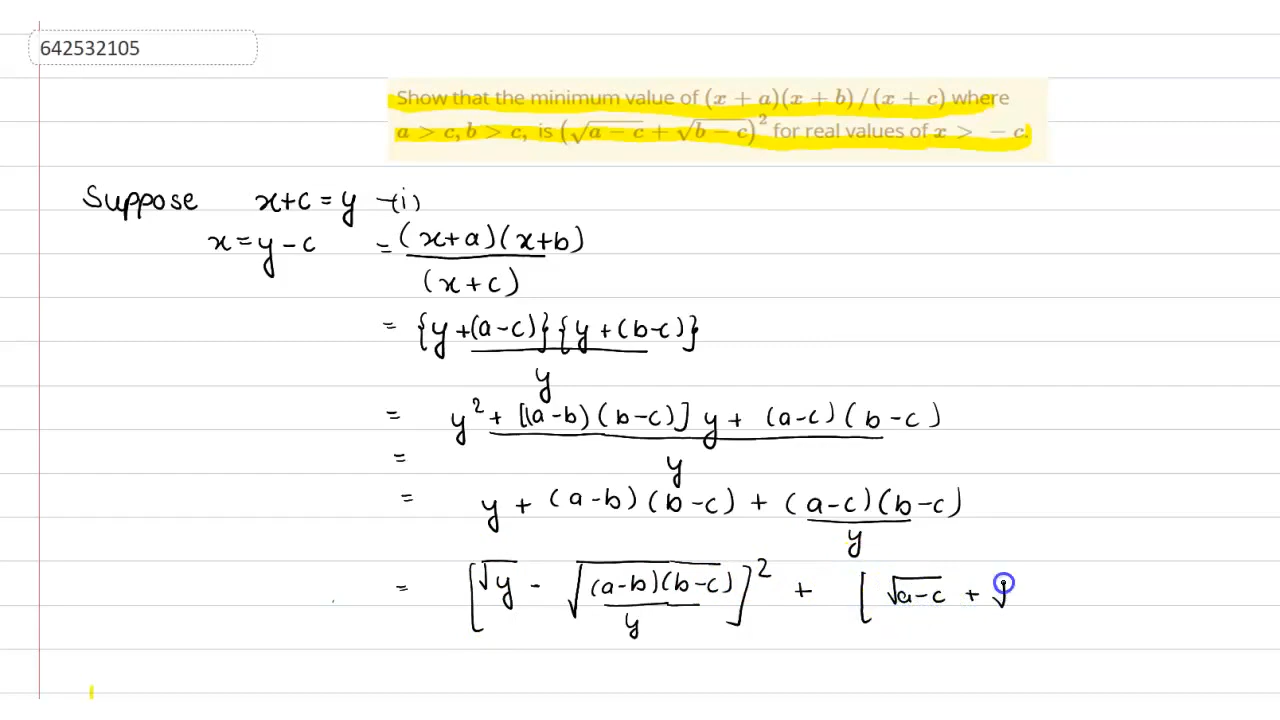 642532105
Show that the minimum value of (x + a)(x + b)/(x + c) where
a > c, b > c, is (√a − c + √b − c)² for real values of x > − c.
Suppose x+c = y -(i)
x = y - c = (x+a)(x+b)
(x+c)
= {y +(a-c)}{y + (b-c)}
y
= y² + [(a-b)(b-c)] y + (a-c)(b-c)
=
y
= y + (a-b)(b-c) + (a-c)(b-c)
y
= [√y - √(a-b)(b-c)]² + [√a-c + √
y